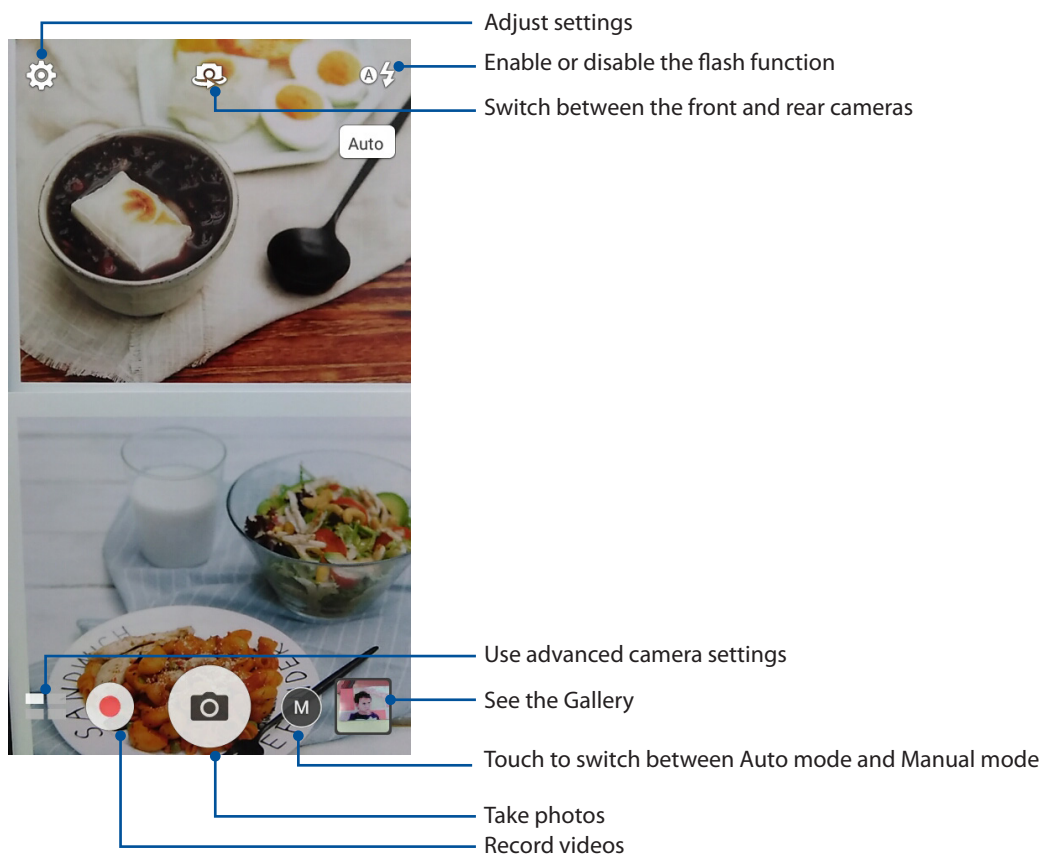 Adjust settings
Enable or disable the flash function
Switch between the front and rear cameras
A
Auto
SANDWICH
Use advanced camera settings
See the Gallery
M
Touch to switch between Auto mode and Manual mode
Take photos
Record videos